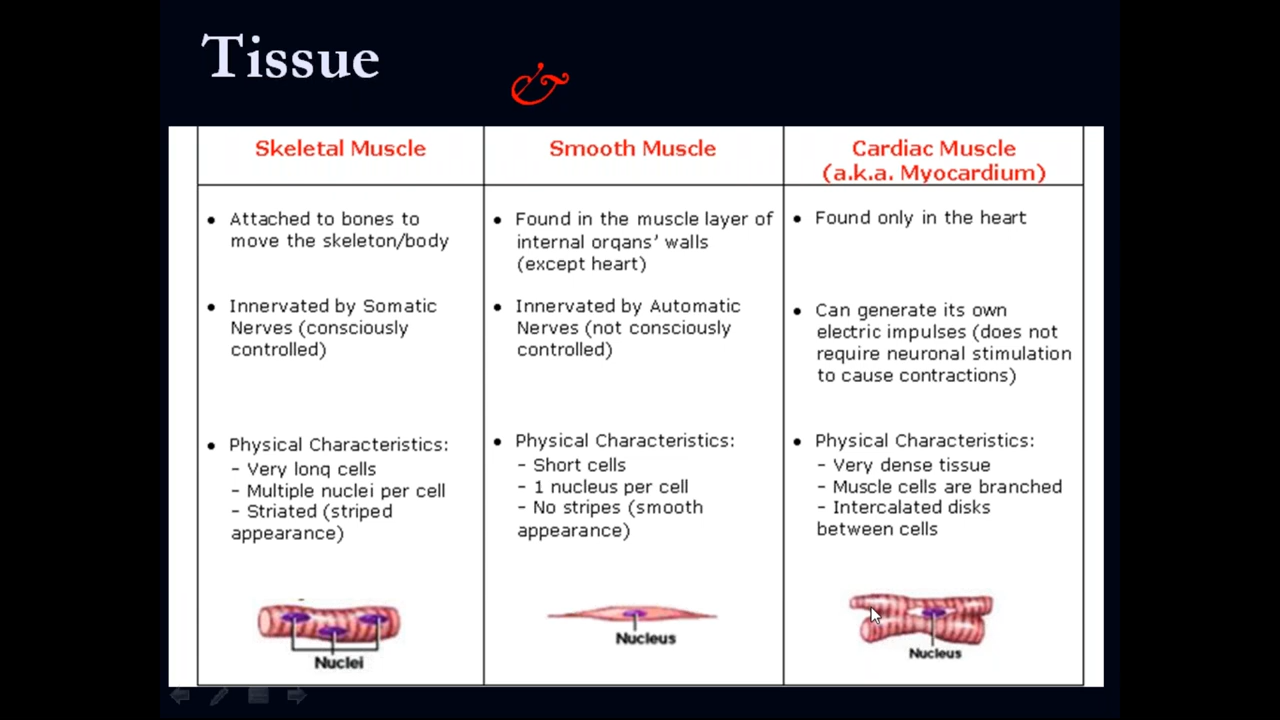 Tissue
&
Skeletal Muscle
Smooth Muscle
Cardiac Muscle
(a.k.a. Myocardium)
• Attached to bones to
move the skeleton/body
• Innervated by Somatic
Nerves (consciously
controlled)
• Physical Characteristics:
- Very long cells
- Multiple nuclei per cell
- Striated (striped
appearance)
Nuclei
• Found in the muscle layer of
internal organs' walls
(except heart)
• Innervated by Automatic
Nerves (not consciously
controlled)
• Physical Characteristics:
- Short cells
- 1 nucleus per cell
- No stripes (smooth
appearance)
Nucleus
• Found only in the heart
• Can generate its own
electric impulses (does not
require neuronal stimulation
to cause contractions)
• Physical Characteristics:
- Very dense tissue
- Muscle cells are branched
- Intercalated disks
between cells
Nucleus